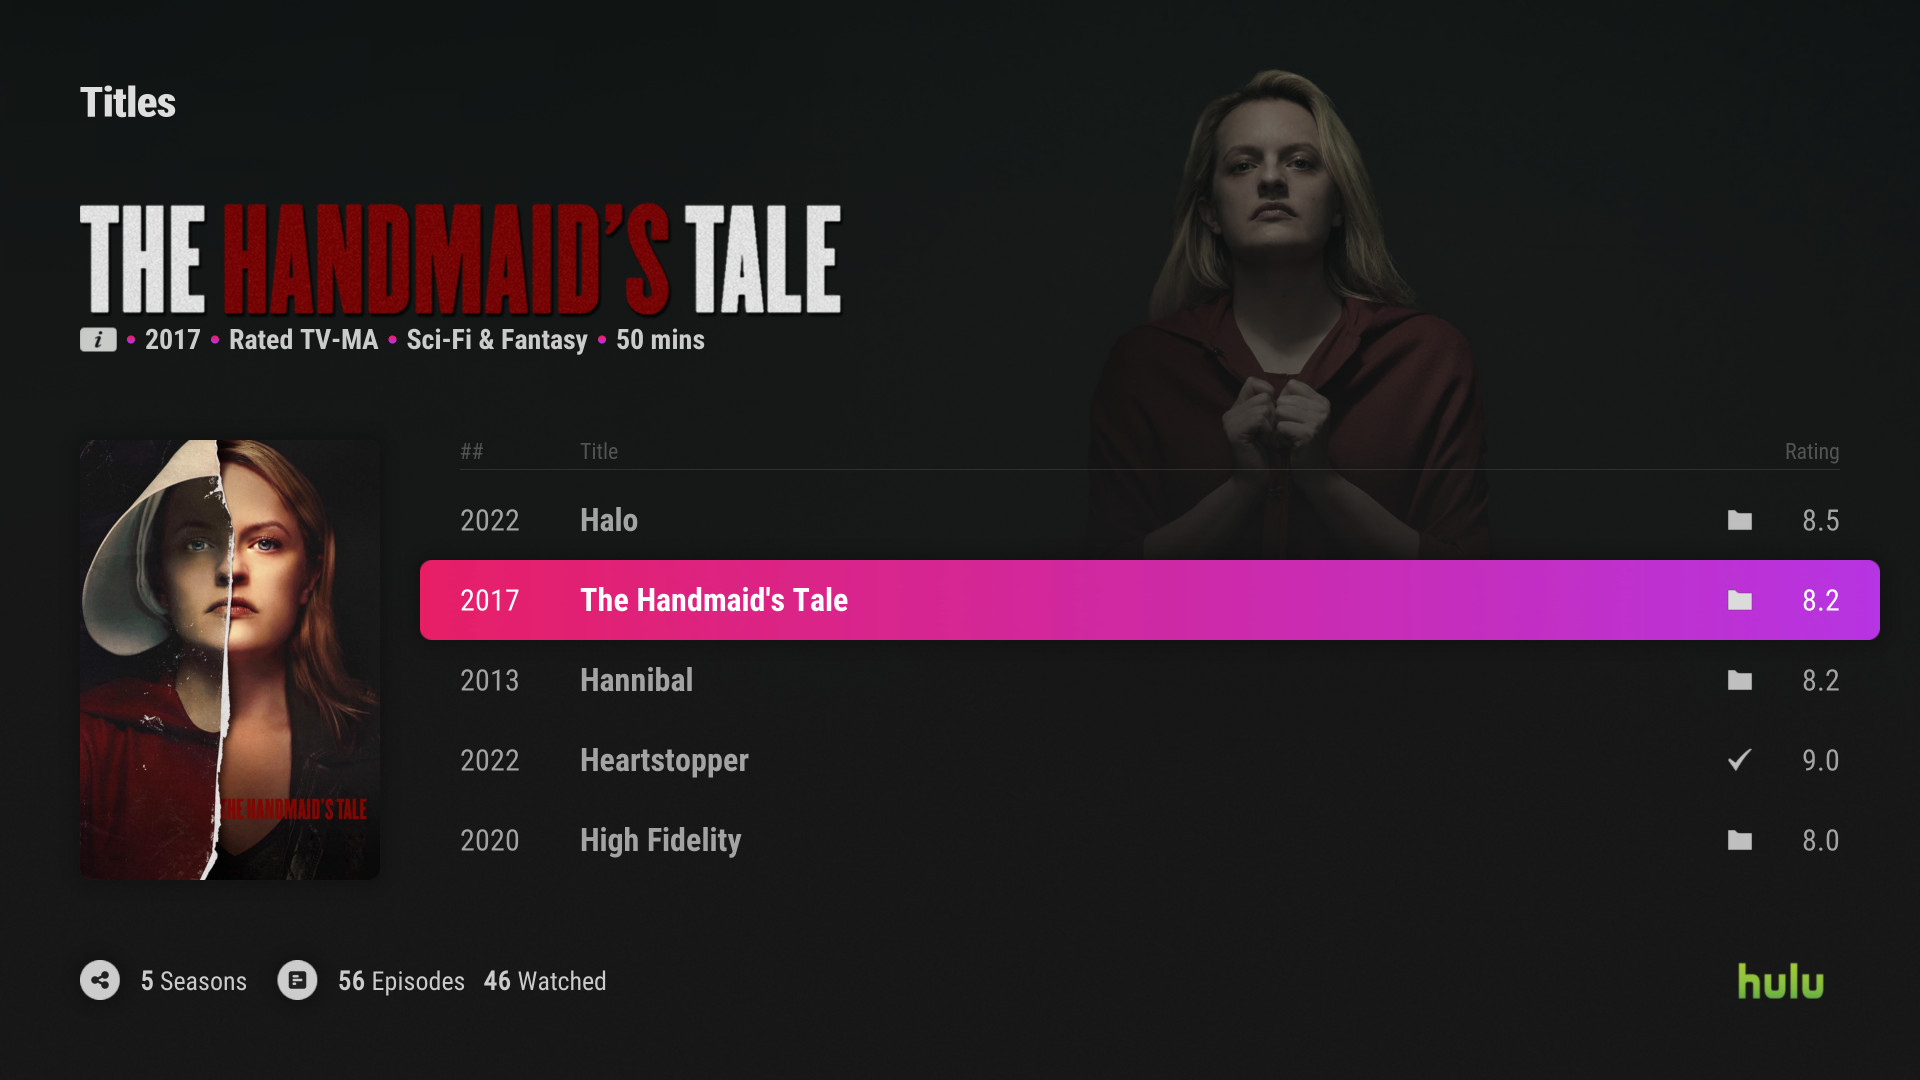 Titles
THE HANDMAID'S TALE
i • 2017 • Rated TV-MA • Sci-Fi & Fantasy • 50 mins
THE HANDMAID'S TALE
## Title Rating
2022 Halo 8.5
2017 The Handmaid's Tale 8.2
2013 Hannibal 8.2
2022 Heartstopper 9.0
2020 High Fidelity 8.0
5 Seasons 56 Episodes 46 Watched
hulu